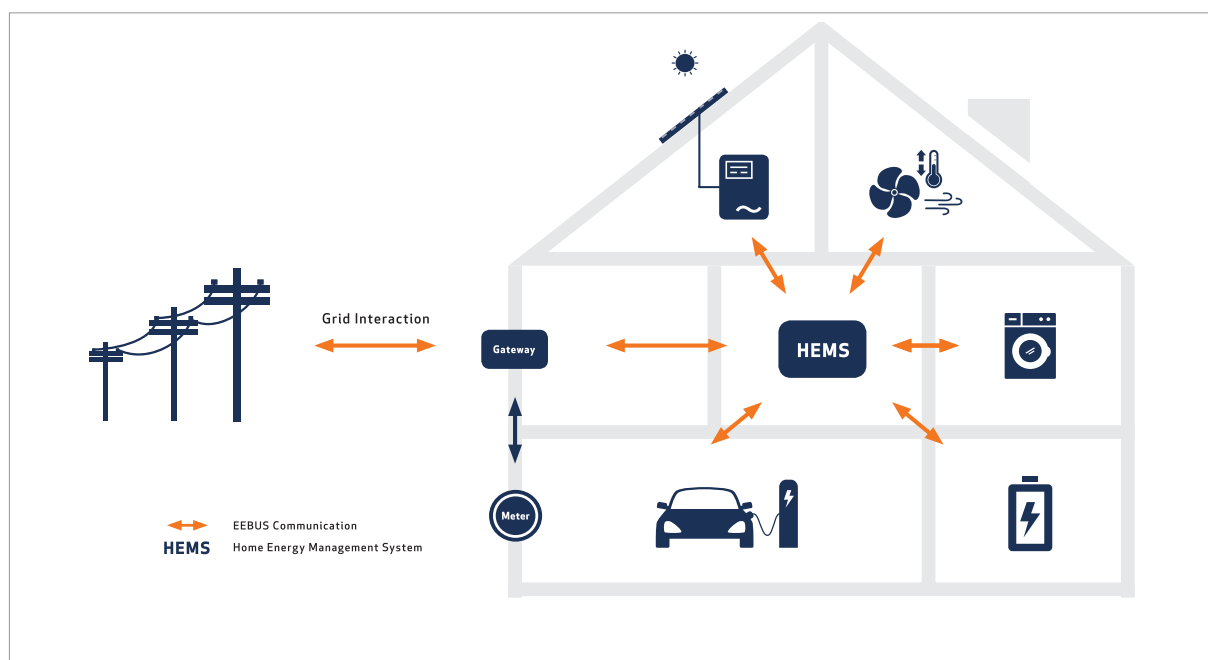 Grid Interaction
Gateway
HEMS
Meter
EEBUS Communication
HEMS Home Energy Management System